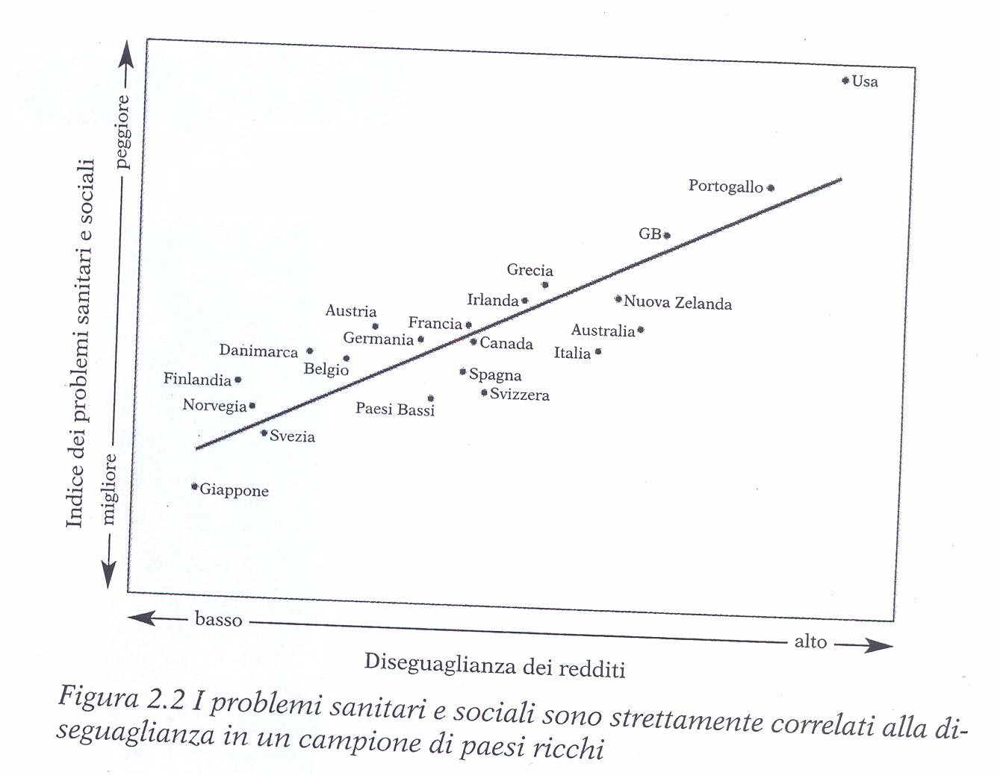 Indice dei problemi sanitari e sociali
peggiore
migliore
Usa
Portogallo
GB
Grecia
Irlanda
Nuova Zelanda
Austria
Francia
Australia
Germania
Canada
Italia
Danimarca
Belgio
Finlandia
Spagna
Svizzera
Norvegia
Paesi Bassi
Svezia
Giappone
basso
alto
Diseguaglianza dei redditi
Figura 2.2 I problemi sanitari e sociali sono strettamente correlati alla di-
seguaglianza in un campione di paesi ricchi